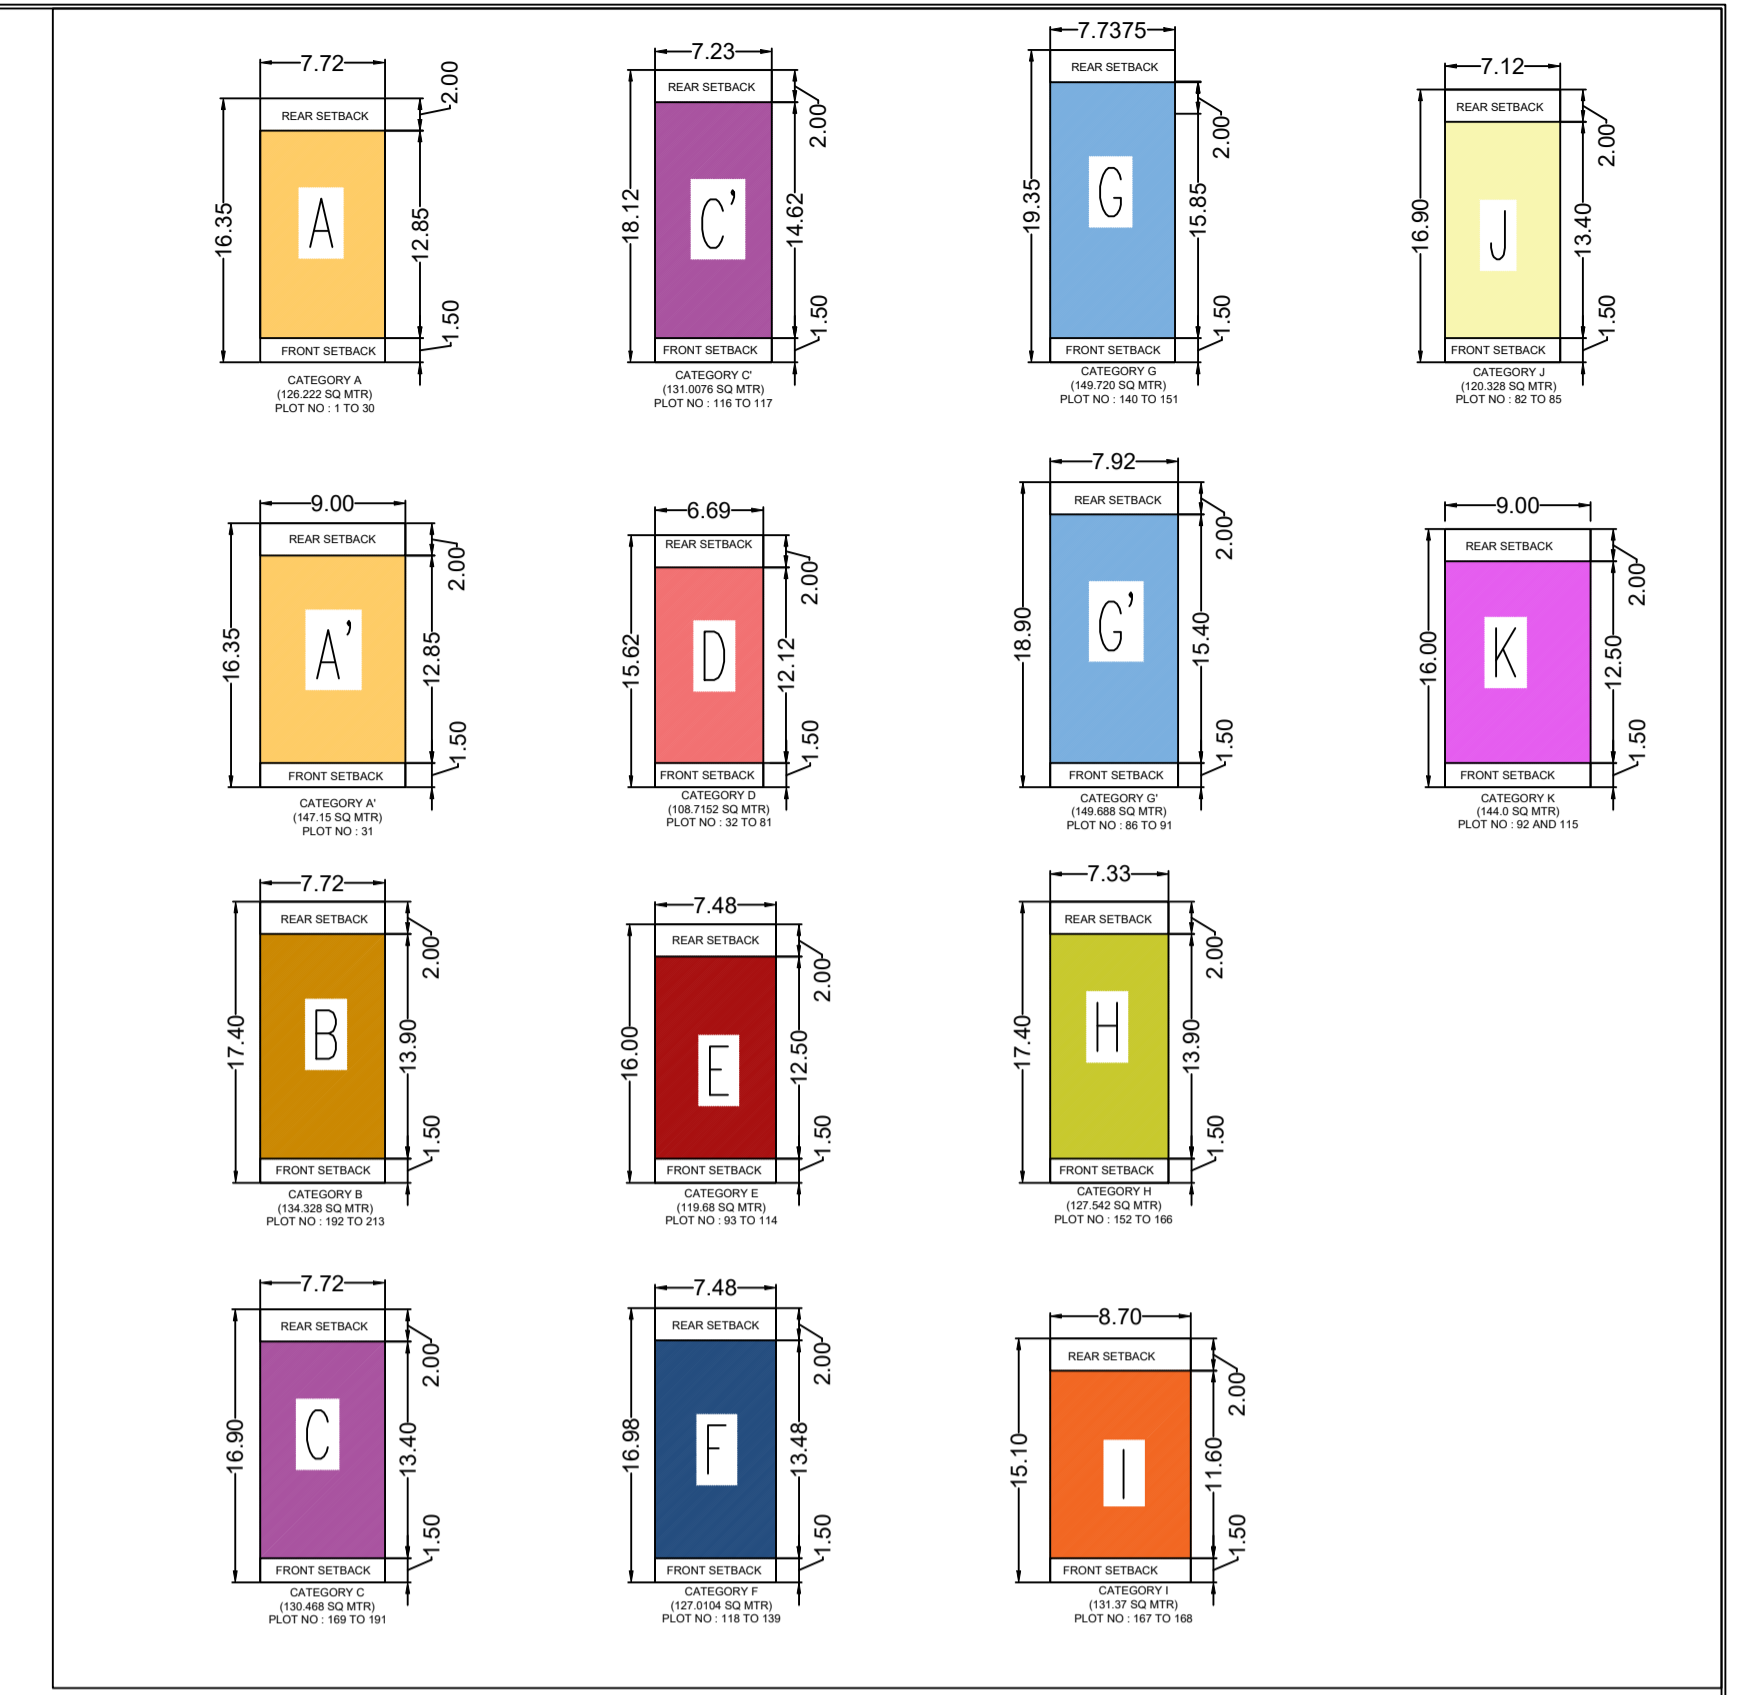 7.72
2.00
REAR SETBACK
A
16.35
12.85
1.50
FRONT SETBACK
CATEGORY A
(126.222 SQ MTR)
PLOT NO : 1 TO 30
7.23
REAR SETBACK
2.00
C'
18.12
14.62
1.50
FRONT SETBACK
CATEGORY C'
(131.0076 SQ MTR)
PLOT NO : 116 TO 117
7.7375
REAR SETBACK
2.00
G
19.35
15.85
1.50
FRONT SETBACK
CATEGORY G
(149.720 SQ MTR)
PLOT NO : 140 TO 151
7.12
REAR SETBACK
2.00
J
16.90
13.40
1.50
FRONT SETBACK
CATEGORY J
(120.328 SQ MTR)
PLOT NO : 82 TO 85
9.00
REAR SETBACK
2.00
A'
16.35
12.85
1.50
FRONT SETBACK
CATEGORY A'
(147.15 SQ MTR)
PLOT NO : 31
6.69
REAR SETBACK
2.00
D
15.62
12.12
1.50
FRONT SETBACK
CATEGORY D
(108.7152 SQ MTR)
PLOT NO : 32 TO 81
7.92
REAR SETBACK
2.00
G'
18.90
15.40
1.50
FRONT SETBACK
CATEGORY G'
(149.688 SQ MTR)
PLOT NO : 86 TO 91
9.00
REAR SETBACK
2.00
K
16.00
12.50
1.50
FRONT SETBACK
CATEGORY K
(144.0 SQ MTR)
PLOT NO : 92 AND 115
7.72
REAR SETBACK
2.00
B
17.40
13.90
1.50
FRONT SETBACK
CATEGORY B
(134.328 SQ MTR)
PLOT NO : 192 TO 213
7.48
REAR SETBACK
2.00
E
16.00
12.50
1.50
FRONT SETBACK
CATEGORY E
(119.68 SQ MTR)
PLOT NO : 93 TO 114
7.33
REAR SETBACK
2.00
H
17.40
13.90
1.50
FRONT SETBACK
CATEGORY H
(127.542 SQ MTR)
PLOT NO : 152 TO 166
7.72
REAR SETBACK
2.00
C
16.90
13.40
1.50
FRONT SETBACK
CATEGORY C
(130.468 SQ MTR)
PLOT NO : 169 TO 191
7.48
REAR SETBACK
2.00
F
16.98
13.48
1.50
FRONT SETBACK
CATEGORY F
(127.0104 SQ MTR)
PLOT NO : 118 TO 139
8.70
REAR SETBACK
2.00
I
15.10
11.60
1.50
FRONT SETBACK
CATEGORY I
(131.37 SQ MTR)
PLOT NO : 167 TO 168